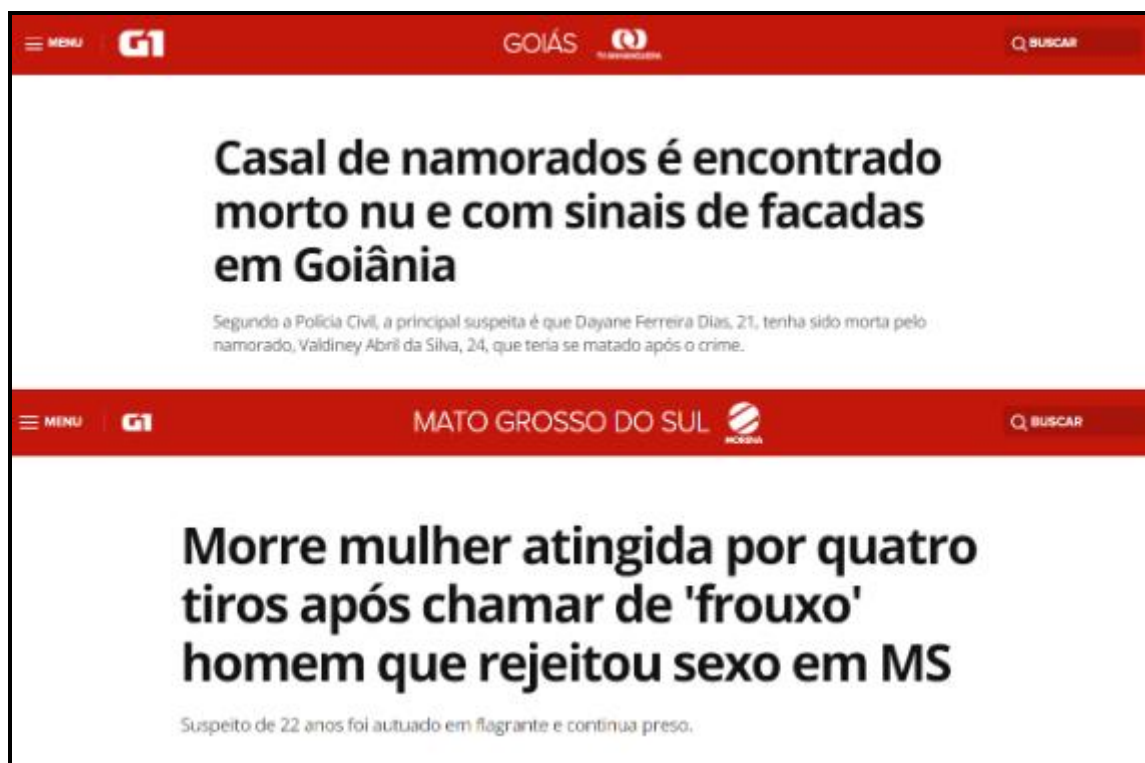 MENU G1 GOIÁS BUSCAR
Casal de namorados é encontrado
morto nu e com sinais de facadas
em Goiânia
Segundo a Polícia Civil, a principal suspeita é que Dayane Ferreira Dias, 21, tenha sido morta pelo
namorado, Valdiney Abril da Silva, 24, que teria se matado após o crime.
MENU G1 MATO GROSSO DO SUL MORENA BUSCAR
Morre mulher atingida por quatro
tiros após chamar de 'frouxo'
homem que rejeitou sexo em MS
Suspeito de 22 anos foi autuado em flagrante e continua preso.